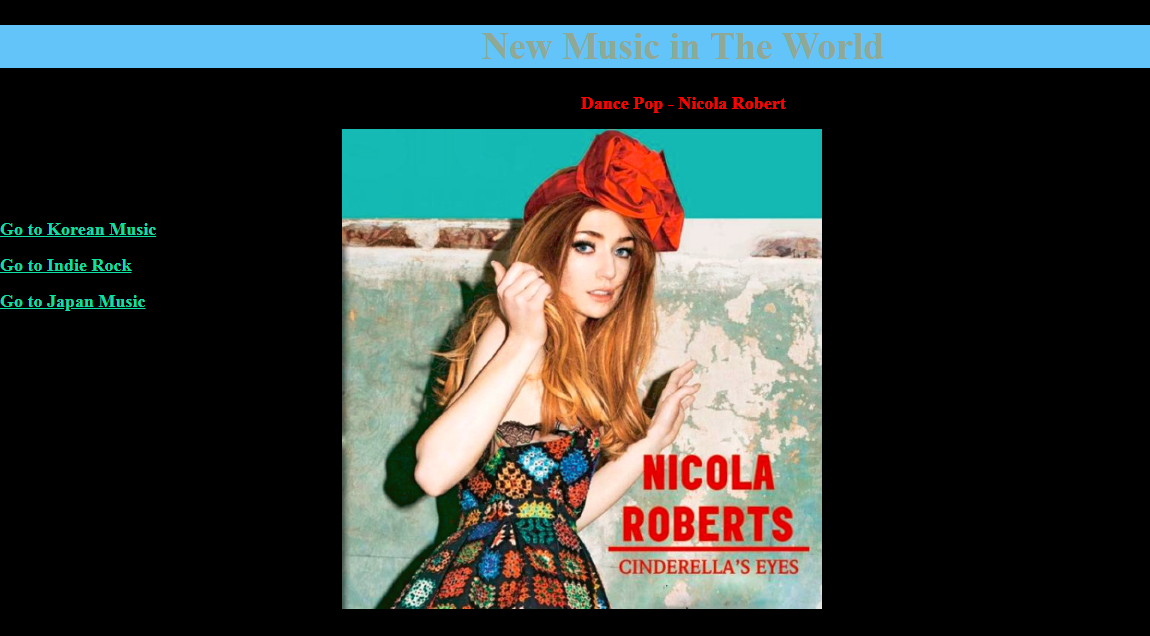 New Music in The World
Dance Pop - Nicola Robert
Go to Korean Music
Go to Indie Rock
Go to Japan Music
NICOLA
ROBERTS
CINDERELLA'S EYES